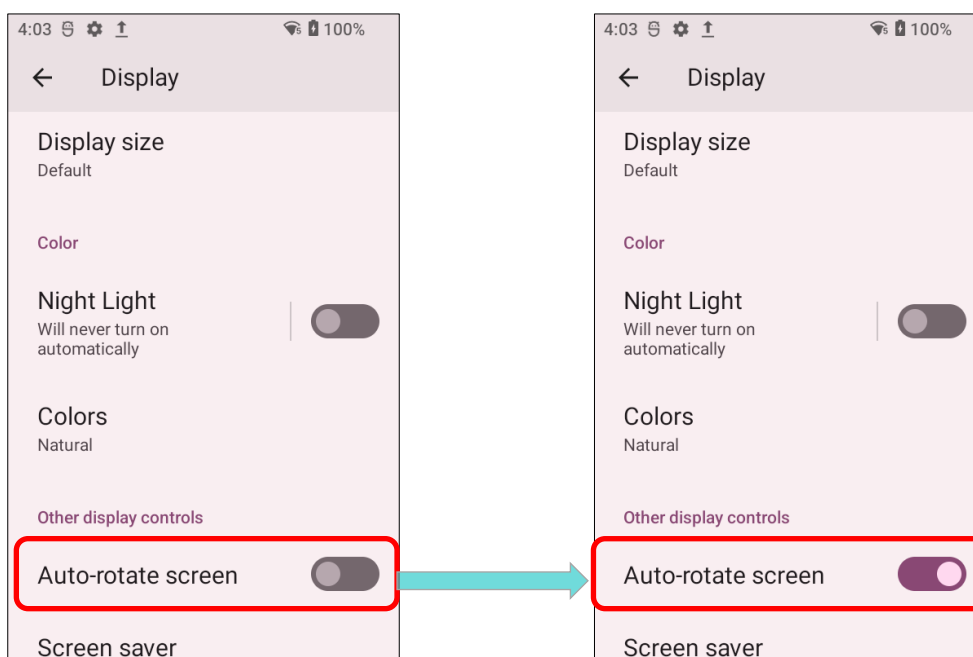 4:03 100%
Display
Display size
Default
Color
Night Light
Will never turn on
automatically
Colors
Natural
Other display controls
Auto-rotate screen
Screen saver
4:03 100%
Display
Display size
Default
Color
Night Light
Will never turn on
automatically
Colors
Natural
Other display controls
Auto-rotate screen
Screen saver